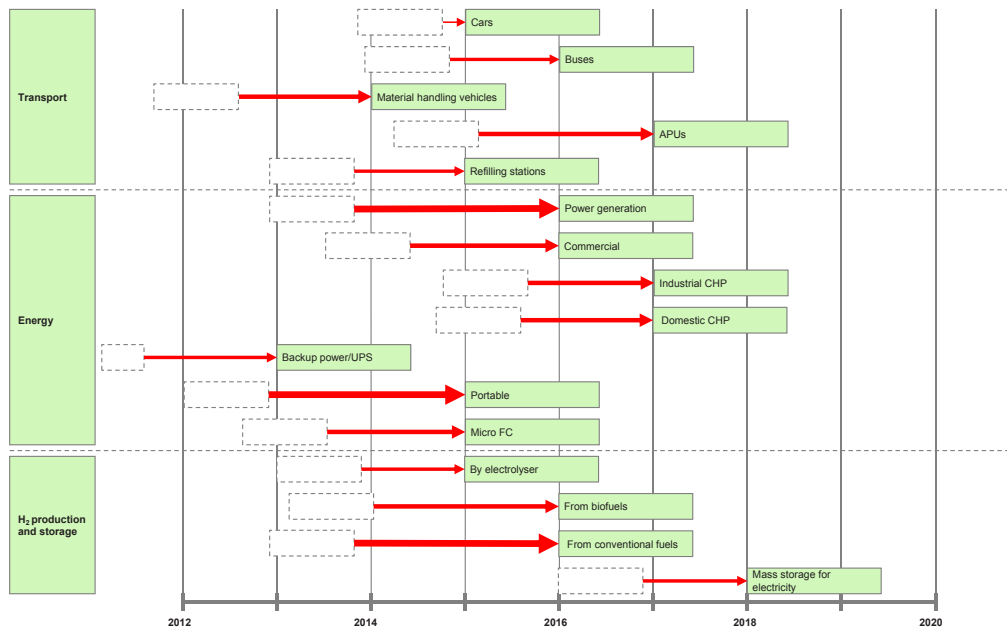 Transport
Cars
Buses
Material handling vehicles
APUs
Refilling stations
Energy
Power generation
Commercial
Industrial CHP
Domestic CHP
Backup power/UPS
Portable
Micro FC
H₂ production
and storage
By electrolyser
From biofuels
From conventional fuels
Mass storage for
electricity
2012
2014
2016
2018
2020